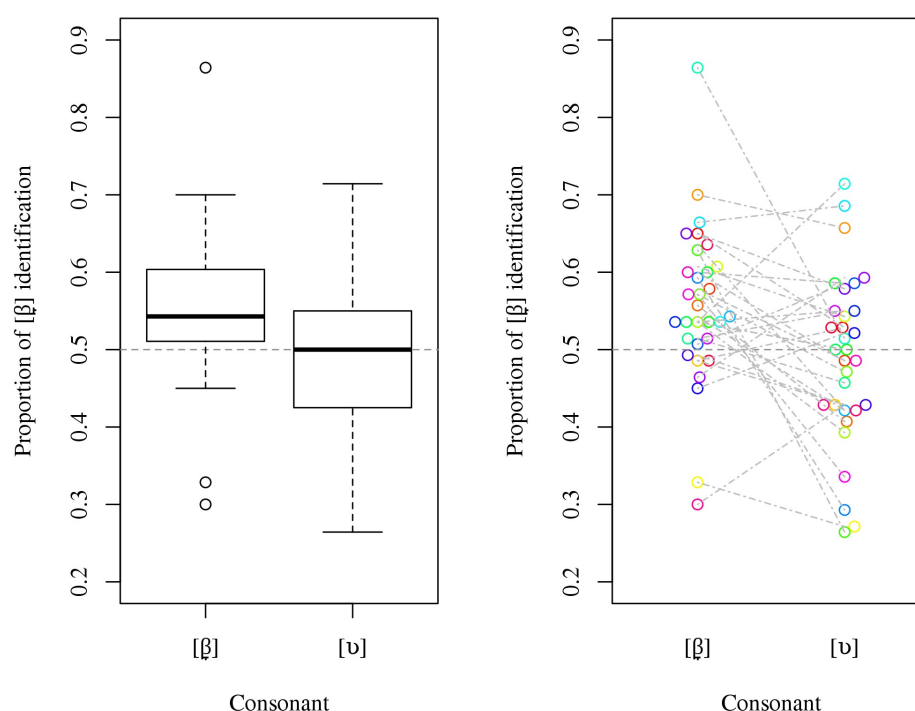 Proportion of [β̞] identification
0.9
0.8
0.7
0.6
0.5
0.4
0.3
0.2
[β̞]
[ʋ]
Consonant
Proportion of [β̞] identification
0.9
0.8
0.7
0.6
0.5
0.4
0.3
0.2
[β̞]
[ʋ]
Consonant